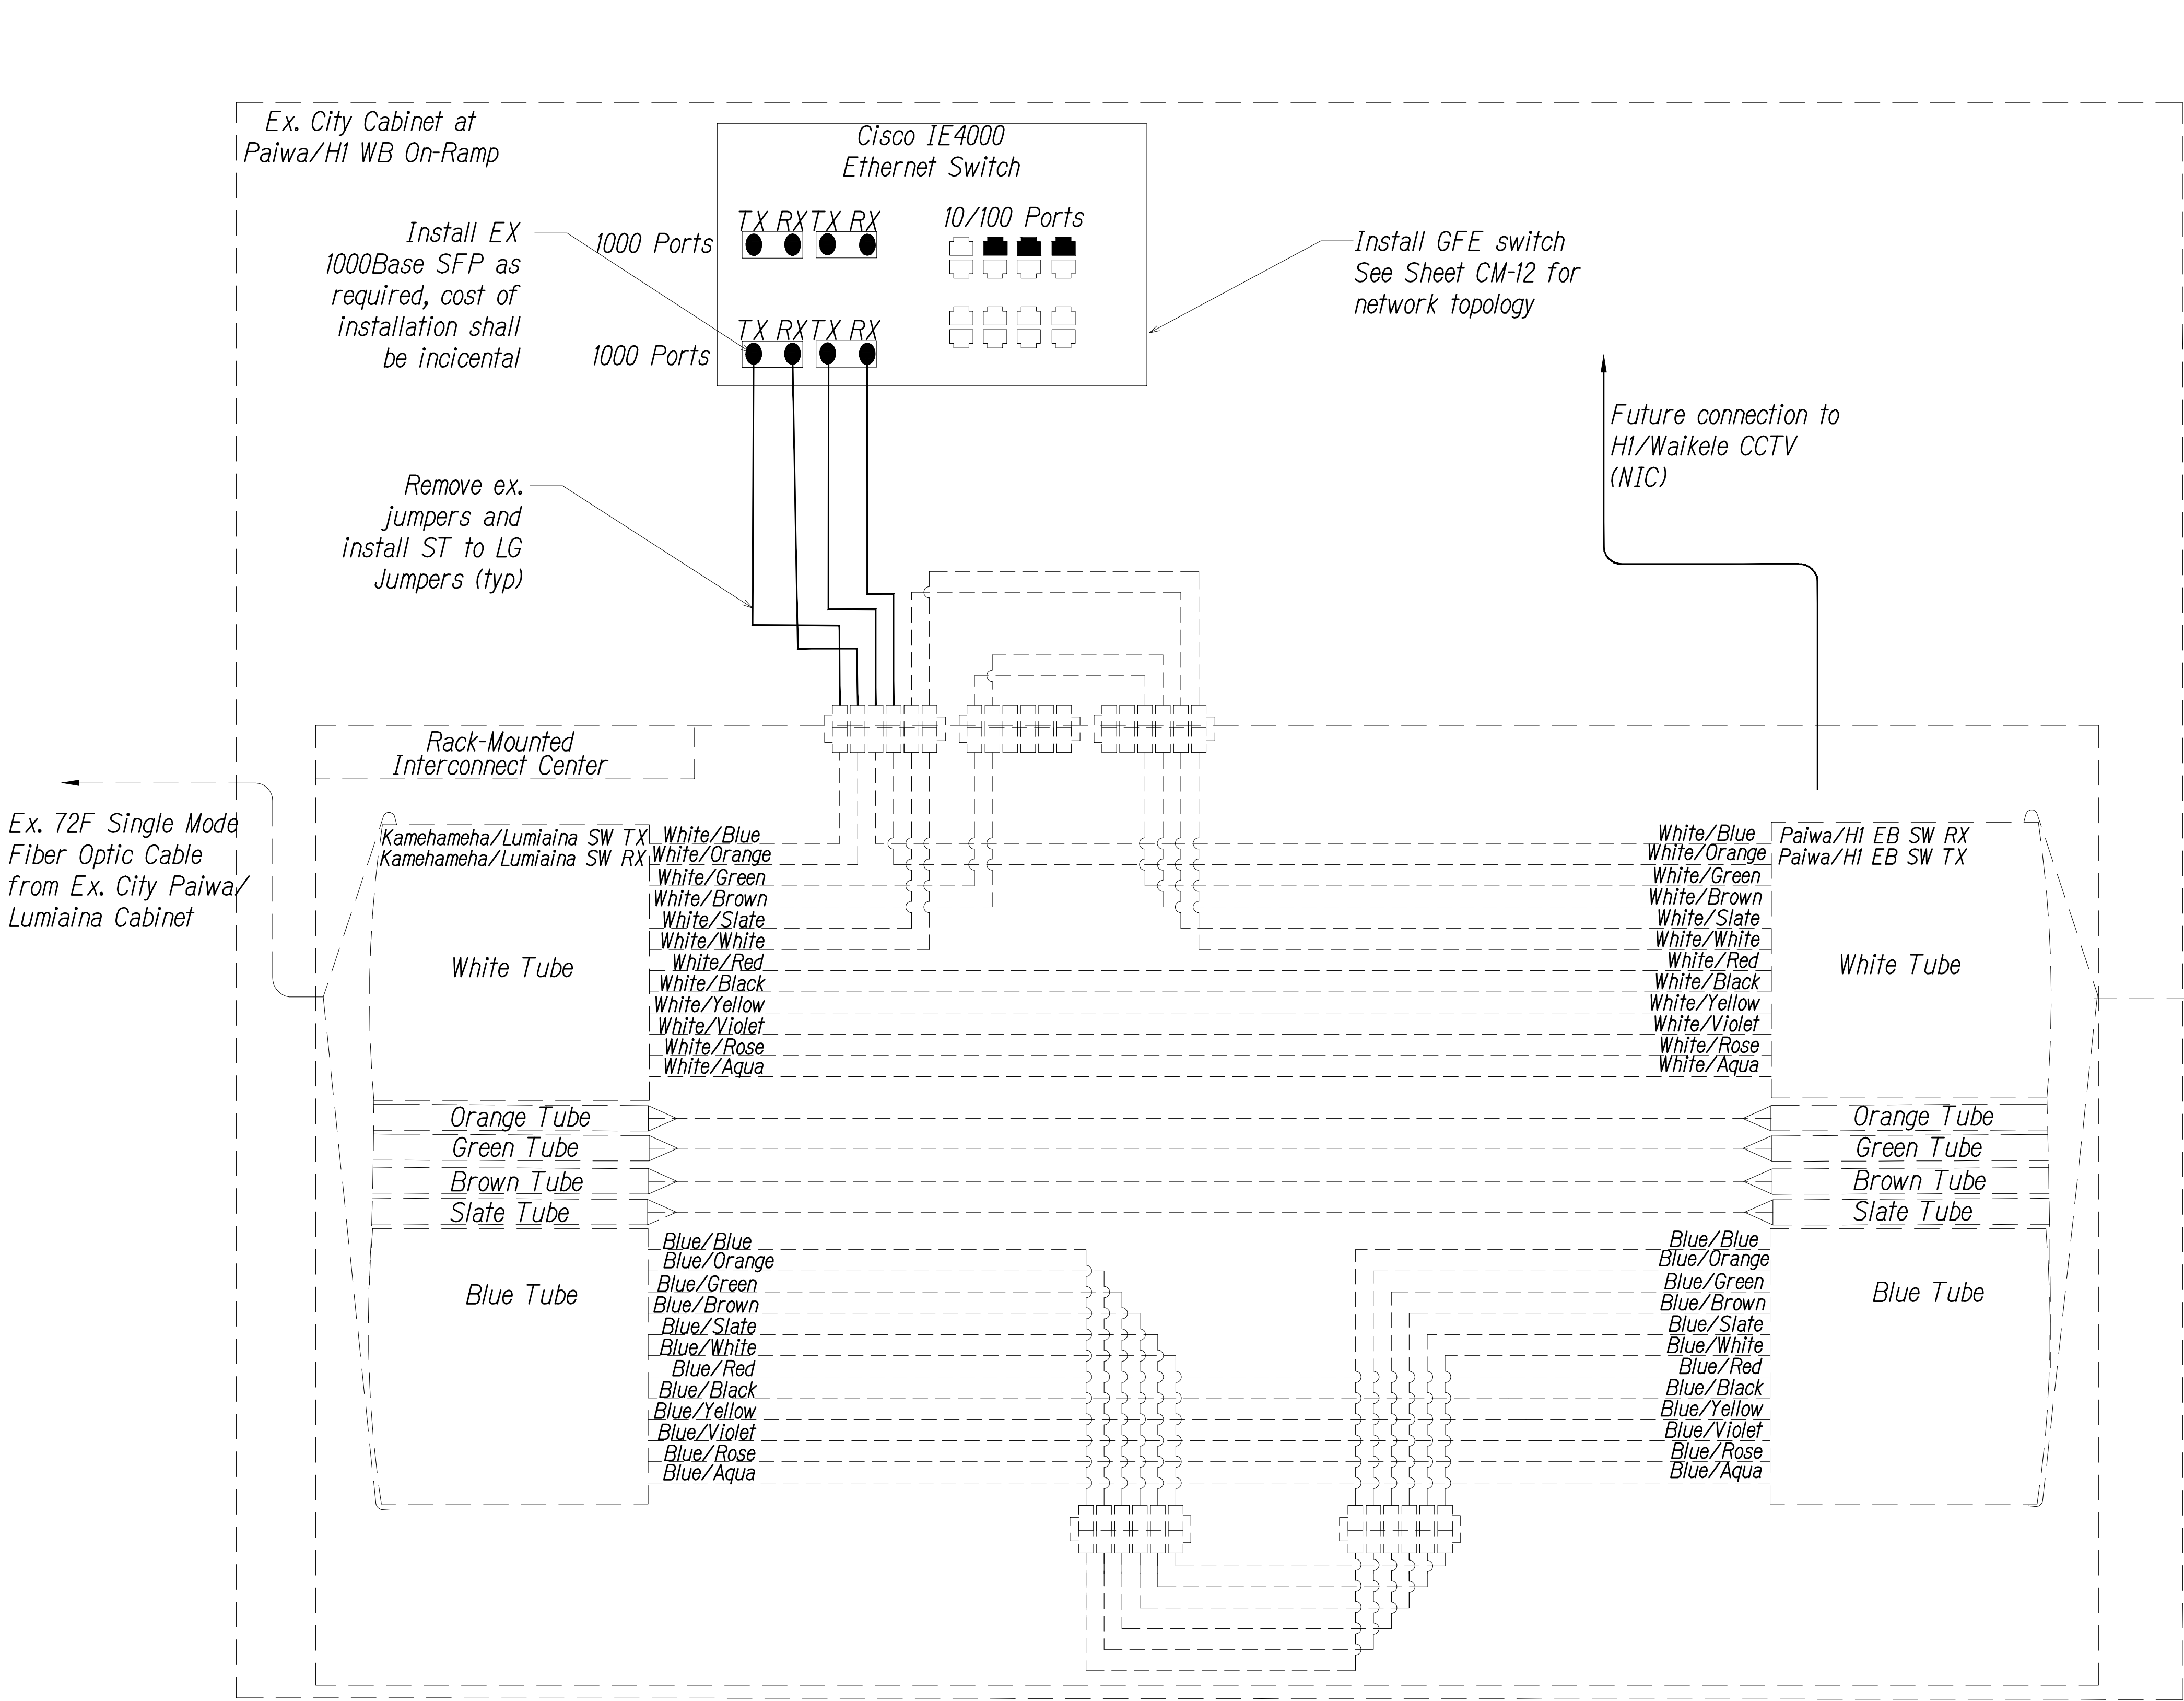 Ex. City Cabinet at
Paiwa/H1 WB On-Ramp
Cisco IE4000
Ethernet Switch
TX RX TX RX
10/100 Ports
1000 Ports
Install EX
1000Base SFP as
required, cost of
installation shall
be incicental
TX RX TX RX
1000 Ports
Install GFE switch
See Sheet CM-12 for
network topology
Future connection to
H1/Waikele CCTV
(NIC)
Remove ex.
jumpers and
install ST to LG
Jumpers (typ)
Rack-Mounted
Interconnect Center
Ex. 72F Single Mode
Fiber Optic Cable
from Ex. City Paiwa/
Lumiaina Cabinet
Kamehameha/Lumiaina SW TX
Kamehameha/Lumiaina SW RX
White Tube
White/Blue
White/Orange
White/Green
White/Brown
White/Slate
White/White
White/Red
White/Black
White/Yellow
White/Violet
White/Rose
White/Aqua
White/Blue
White/Orange
White/Green
White/Brown
White/Slate
White/White
White/Red
White/Black
White/Yellow
White/Violet
White/Rose
White/Aqua
Paiwa/H1 EB SW RX
Paiwa/H1 EB SW TX
White Tube
Orange Tube
Green Tube
Brown Tube
Slate Tube
Orange Tube
Green Tube
Brown Tube
Slate Tube
Blue Tube
Blue/Blue
Blue/Orange
Blue/Green
Blue/Brown
Blue/Slate
Blue/White
Blue/Red
Blue/Black
Blue/Yellow
Blue/Violet
Blue/Rose
Blue/Aqua
Blue/Blue
Blue/Orange
Blue/Green
Blue/Brown
Blue/Slate
Blue/White
Blue/Red
Blue/Black
Blue/Yellow
Blue/Violet
Blue/Rose
Blue/Aqua
Blue Tube